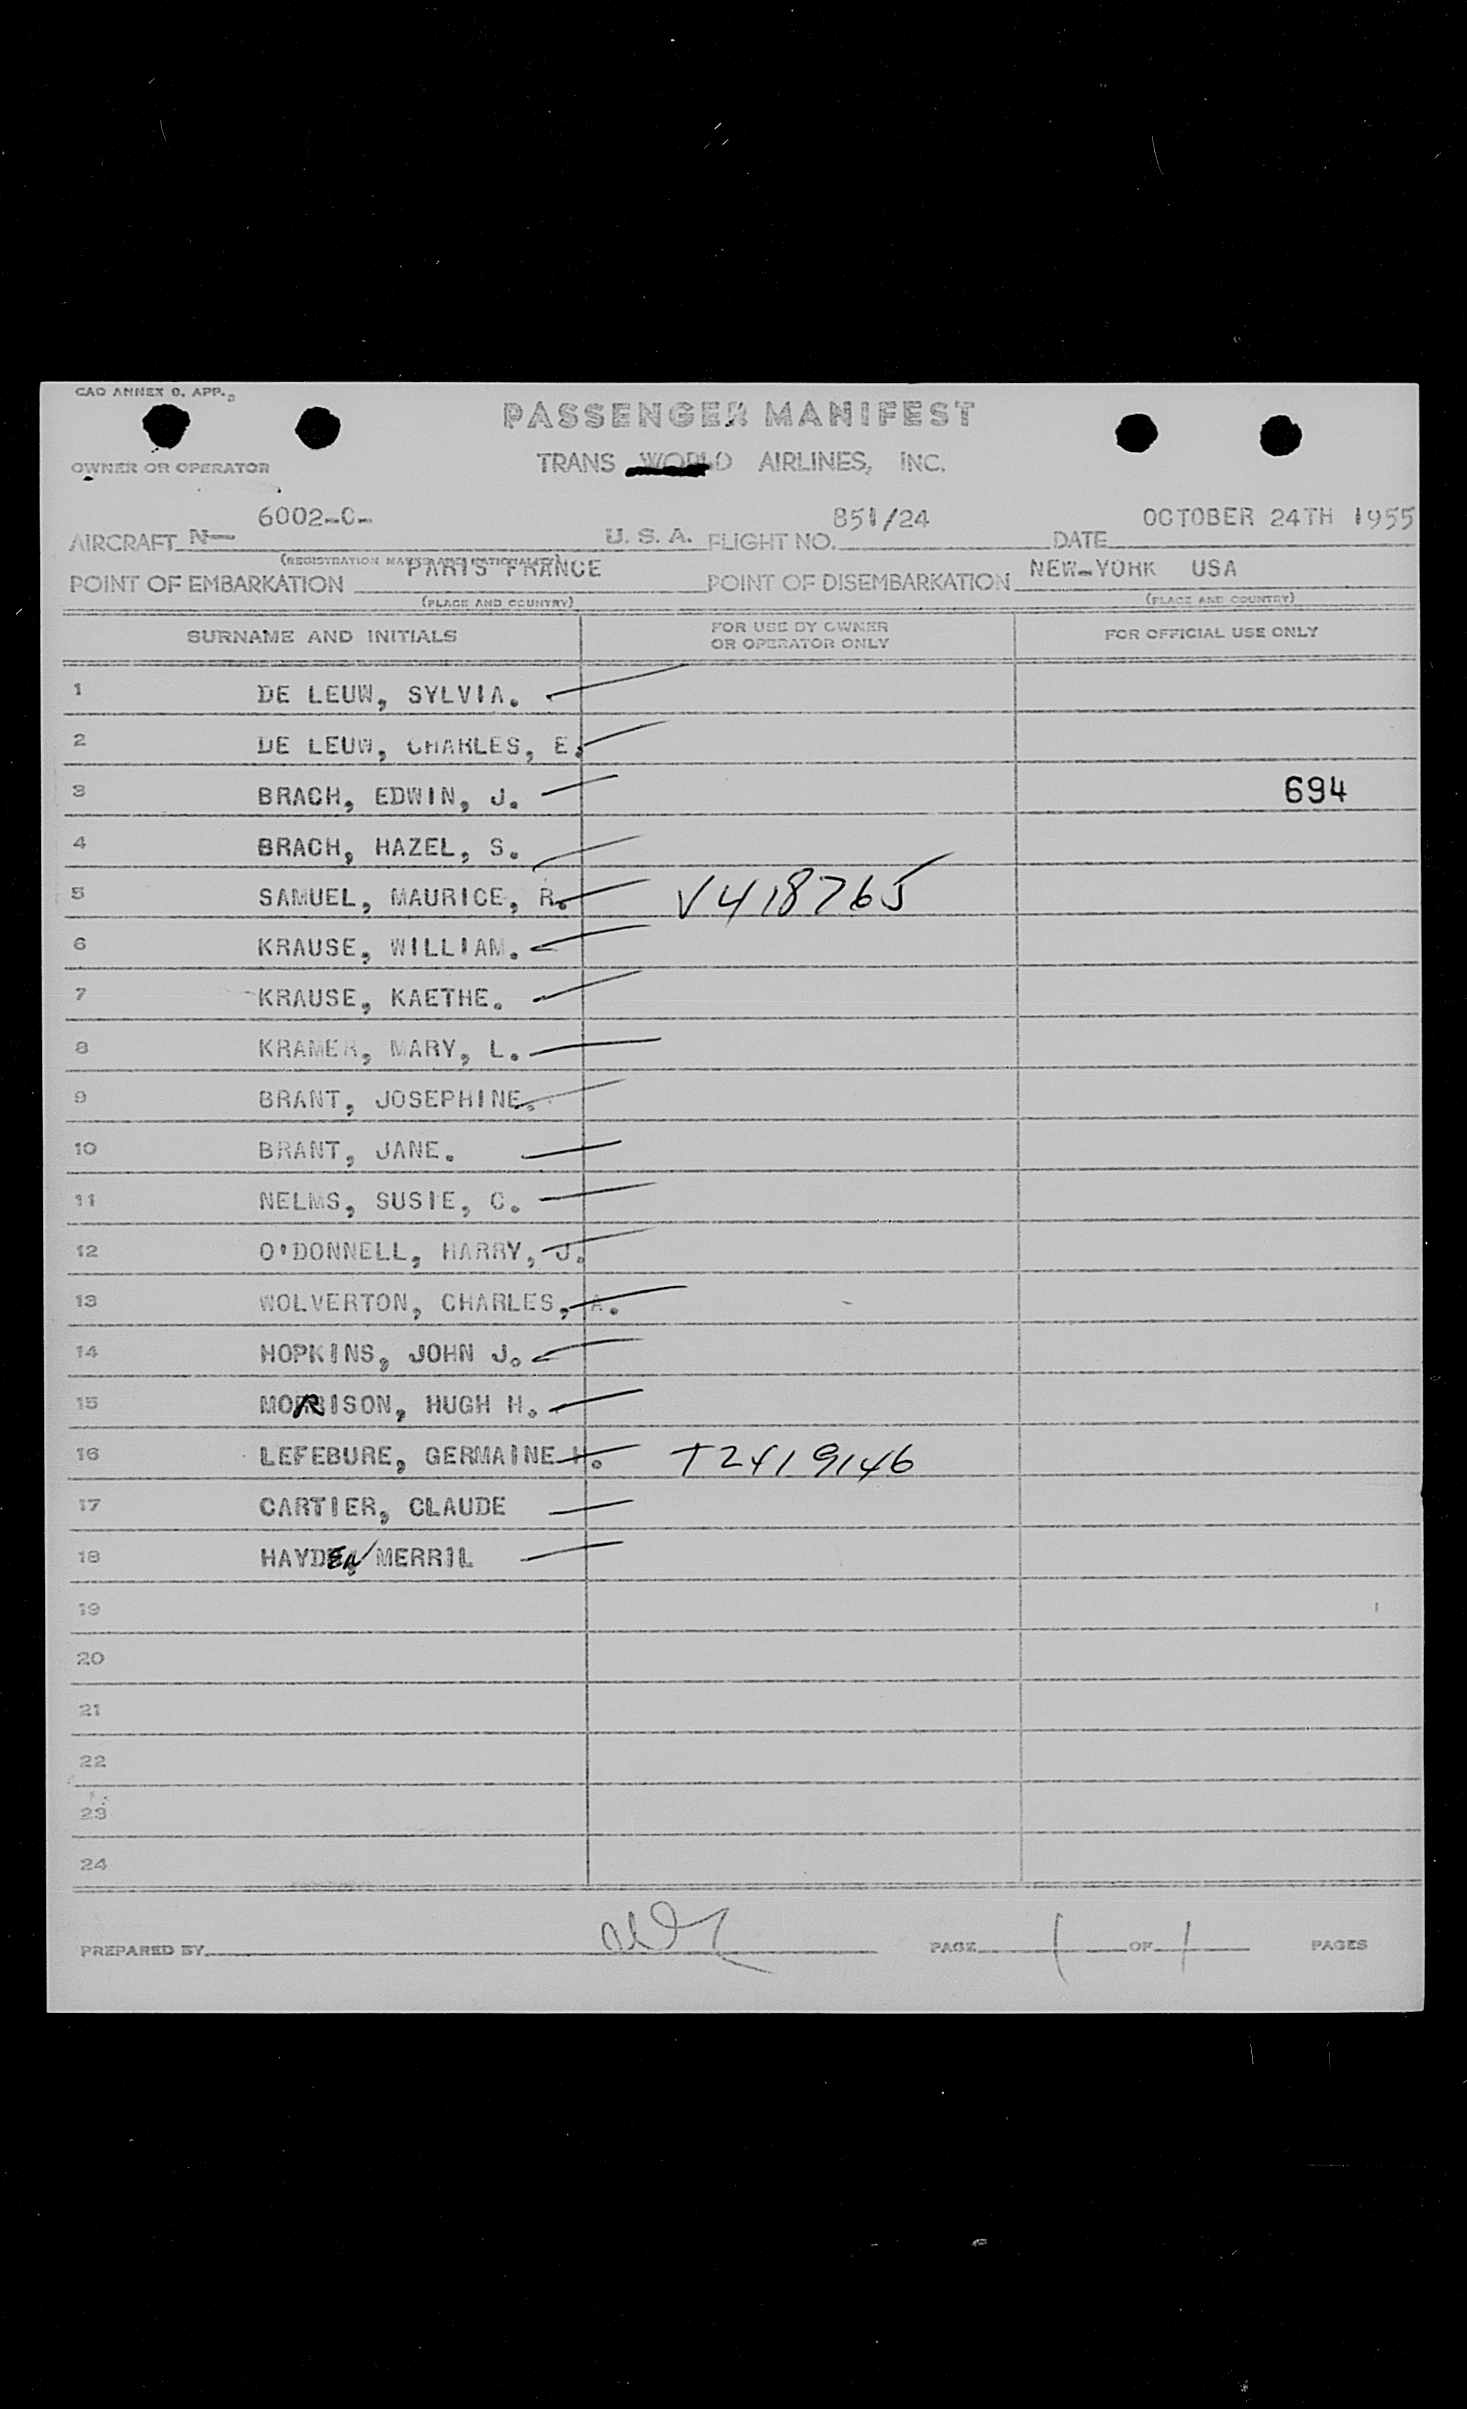 CAO ANNEX 9, APP.
PASSENGER MANIFEST
OWNER OR OPERATOR
TRANS WORLD AIRLINES, INC.
AIRCRAFT N— 6002-C- U. S. A. FLIGHT NO. 851/24 DATE OCTOBER 24TH 1955
(REGISTRATION MARKS AND NATIONALITY)
POINT OF EMBARKATION PARIS FRANCE POINT OF DISEMBARKATION NEW-YORK USA
(PLACE AND COUNTRY) (PLACE AND COUNTRY)
SURNAME AND INITIALS FOR USE BY OWNER OR OPERATOR ONLY FOR OFFICIAL USE ONLY
1 DE LEUW, SYLVIA.
2 DE LEUW, CHARLES, E.
3 BRACH, EDWIN, J. 694
4 BRACH, HAZEL, S.
5 SAMUEL, MAURICE, R. V418765
6 KRAUSE, WILLIAM.
7 KRAUSE, KAETHE.
8 KRAMER, MARY, L.
9 BRANT, JOSEPHINE.
10 BRANT, JANE.
11 NELMS, SUSIE, C.
12 O'DONNELL, HARRY, J.
13 WOLVERTON, CHARLES, A.
14 HOPKINS, JOHN J.
15 MORRISON, HUGH H.
16 LEFEBURE, GERMAINE H. T2419146
17 CARTIER, CLAUDE
18 HAYDEN MERRIL
19
20
21
22
23
24
PREPARED BY PAGE 1 OF 1 PAGES